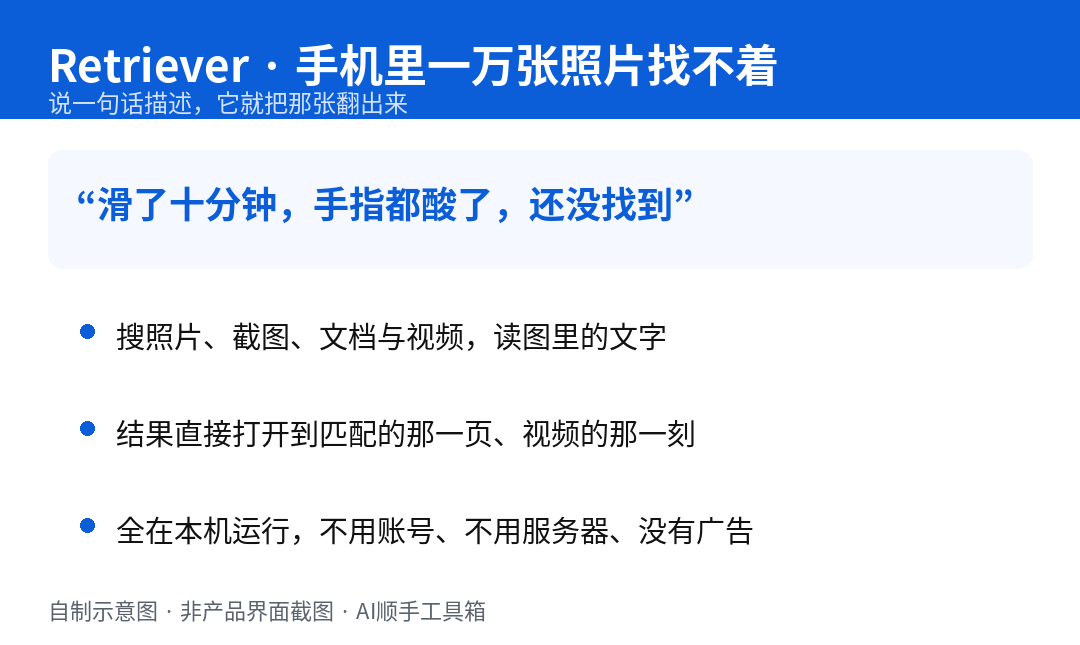 Retriever · 手机里一万张照片找不着
说一句话描述，它就把那张翻出来
“滑了十分钟，手指都酸了，还没找到”
搜照片、截图、文档与视频，读图里的文字
结果直接打开到匹配的那一页、视频的那一刻
全在本机运行，不用账号、不用服务器、没有广告
自制示意图 · 非产品界面截图 · AI顺手工具箱